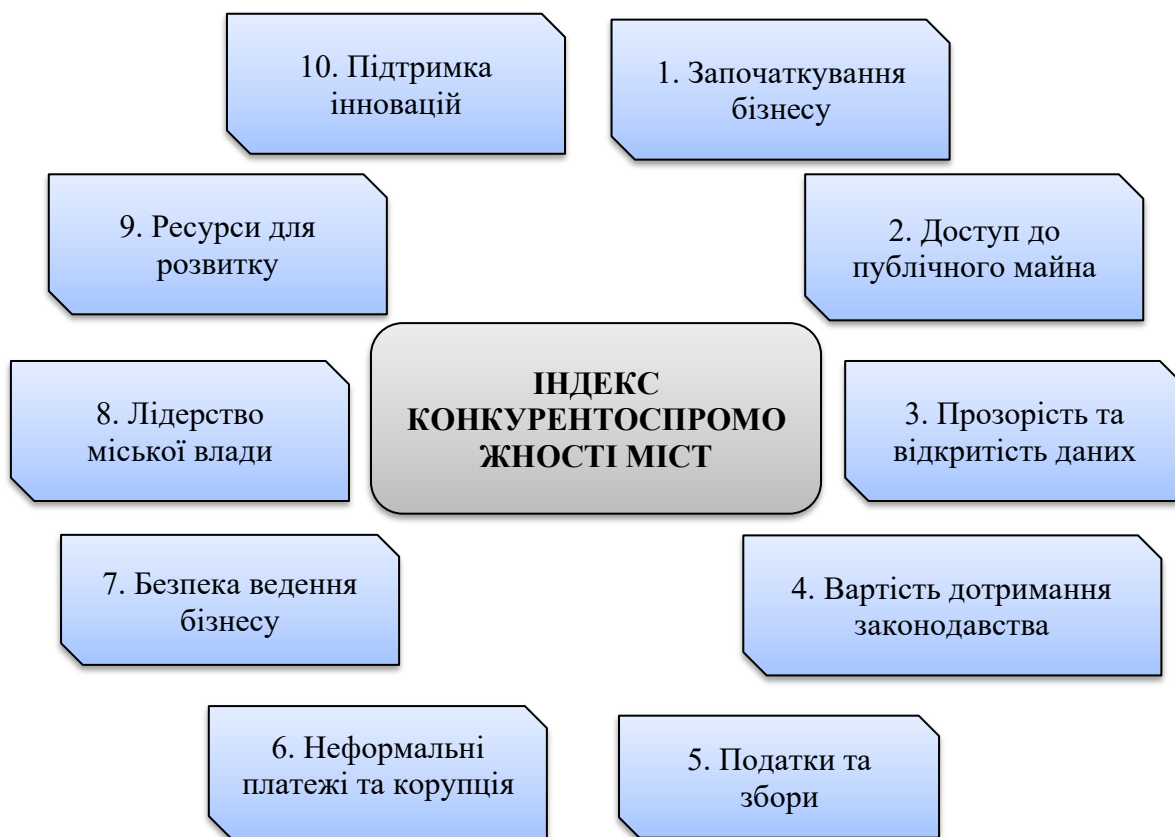 10. Підтримка
інновацій
1. Започаткування
бізнесу
9. Ресурси для
розвитку
2. Доступ до
публічного майна
ІНДЕКС
КОНКУРЕНТОСПРОМО
ЖНОСТІ МІСТ
8. Лідерство
міської влади
3. Прозорість та
відкритість даних
7. Безпека ведення
бізнесу
4. Вартість дотримання
законодавства
6. Неформальні
платежі та корупція
5. Податки та
збори